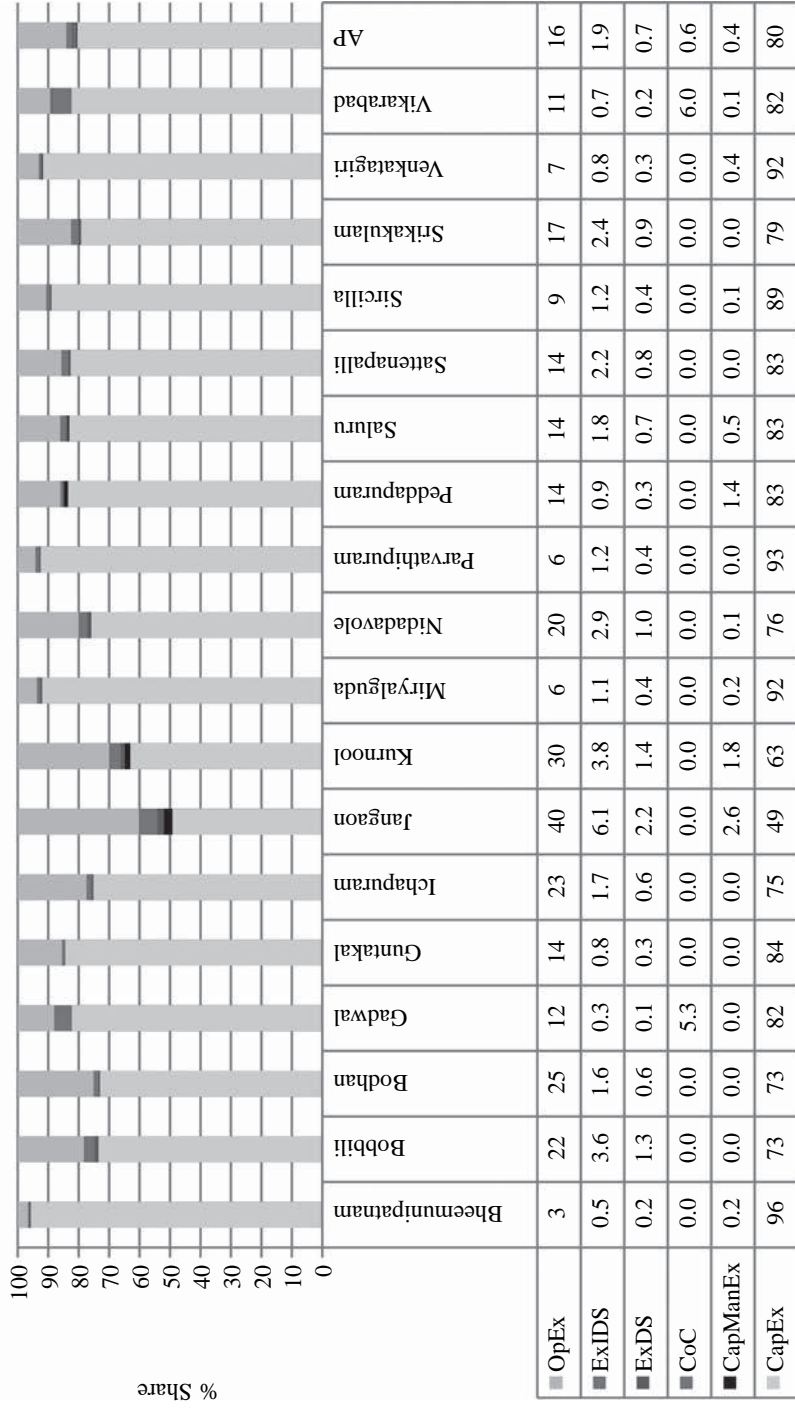 % Share
100
90
80
70
60
50
40
30
20
10
0
Bheemunipatnam Bobbili Bodhan Gadwal Guntakal Ichapuram Jangaon Kurnool Miryalguda Nidadavole Parvathipuram Peddapuram Saluru Sattenapalli Sircilla Srikakulam Venkatagiri Vikarabad AP
OpEx 3 22 25 12 14 23 40 30 6 20 6 14 14 14 9 17 7 11 16
ExIDS 0.5 3.6 1.6 0.3 0.8 1.7 6.1 3.8 1.1 2.9 1.2 0.9 1.8 2.2 1.2 2.4 0.8 0.7 1.9
ExDS 0.2 1.3 0.6 0.1 0.3 0.6 2.2 1.4 0.4 1.0 0.4 0.3 0.7 0.8 0.4 0.9 0.3 0.2 0.7
CoC 0.0 0.0 0.0 5.3 0.0 0.0 0.0 0.0 0.0 0.0 0.0 0.0 0.0 0.0 0.0 0.0 0.0 6.0 0.6
CapManEx 0.2 0.0 0.0 0.0 0.0 0.0 2.6 1.8 0.2 0.1 0.0 1.4 0.5 0.0 0.1 0.0 0.4 0.1 0.4
CapEx 96 73 73 82 84 75 49 63 92 76 93 83 83 83 89 79 92 82 80